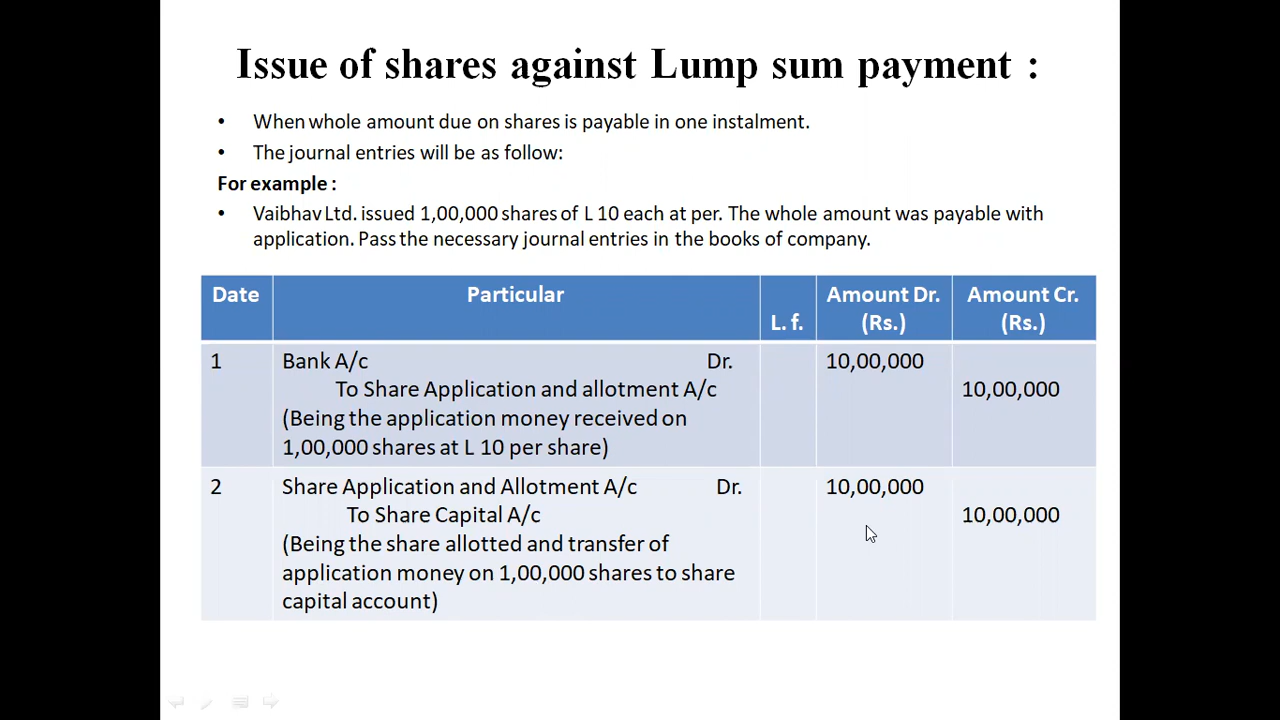 Issue of shares against Lump sum payment :
• When whole amount due on shares is payable in one instalment.
• The journal entries will be as follow:
For example :
• Vaibhav Ltd. issued 1,00,000 shares of L 10 each at per. The whole amount was payable with
application. Pass the necessary journal entries in the books of company.
Date Particular L. f. Amount Dr. (Rs.) Amount Cr. (Rs.)
1 Bank A/c Dr. 10,00,000
To Share Application and allotment A/c 10,00,000
(Being the application money received on
1,00,000 shares at L 10 per share)
2 Share Application and Allotment A/c Dr. 10,00,000
To Share Capital A/c 10,00,000
(Being the share allotted and transfer of
application money on 1,00,000 shares to share
capital account)